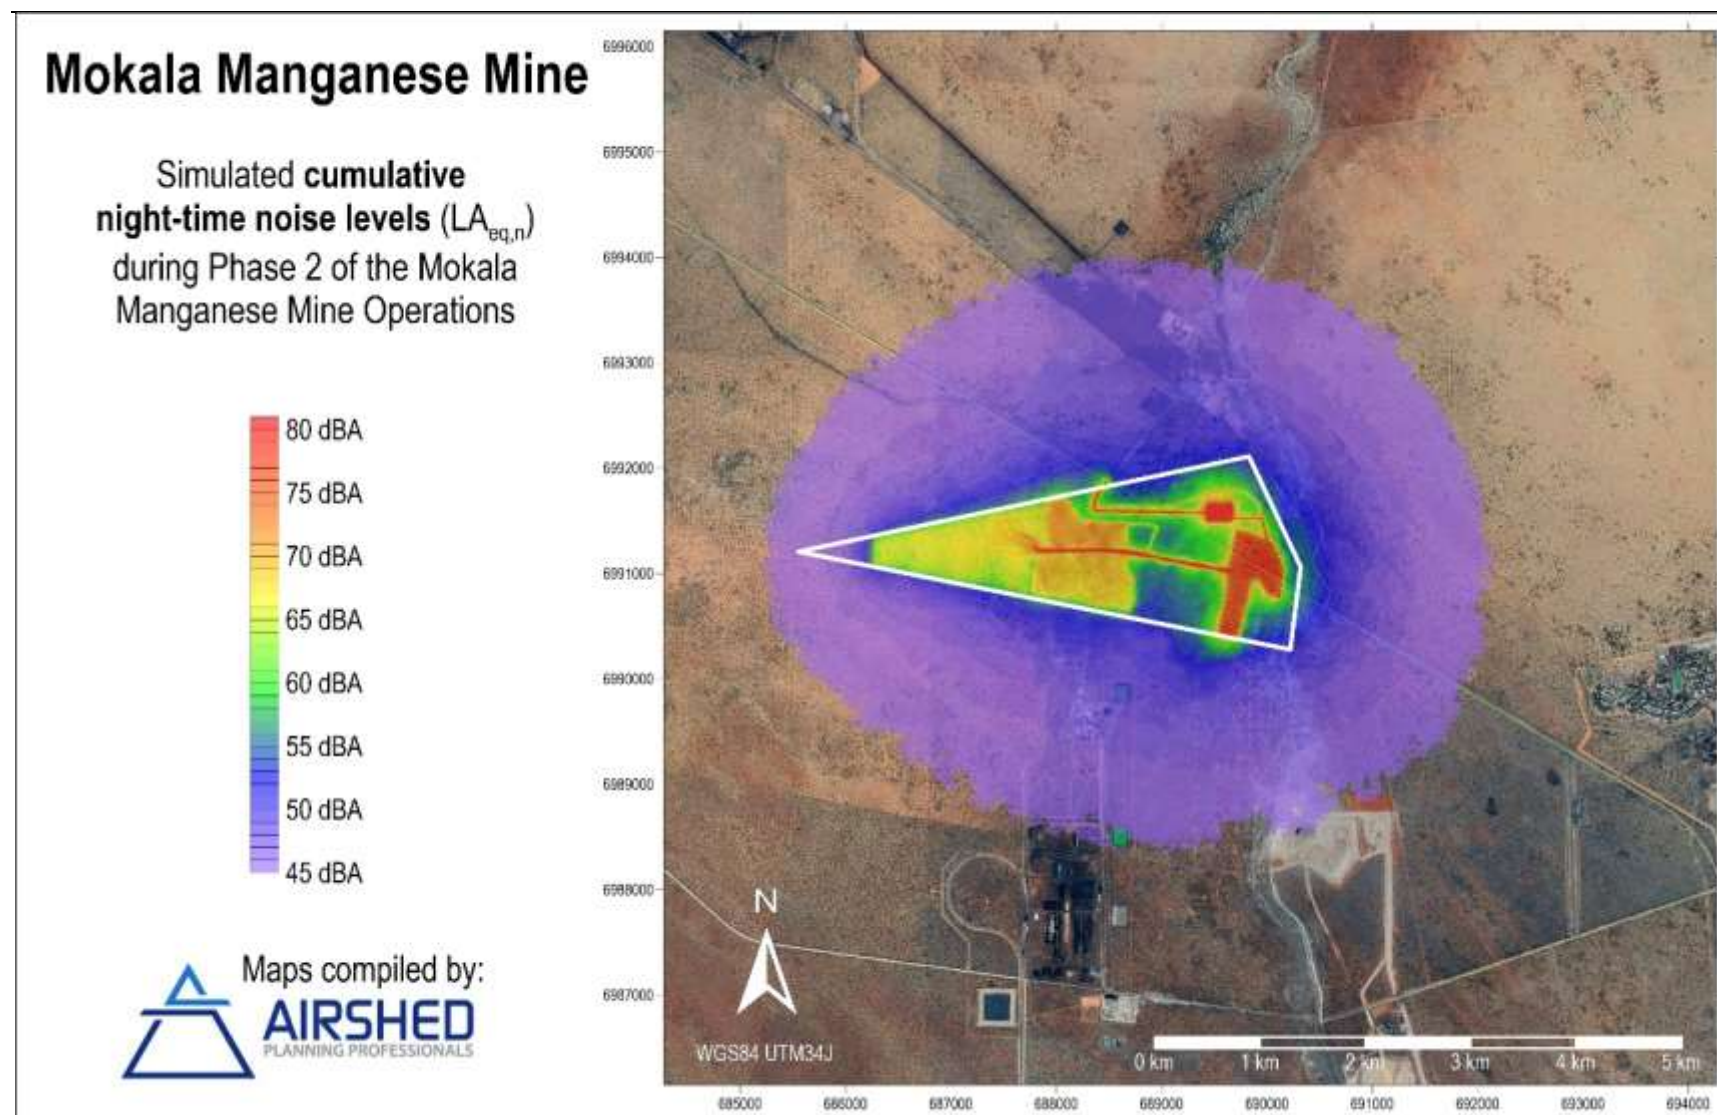 Mokala Manganese Mine
Simulated cumulative
night-time noise levels (LAeq,n)
during Phase 2 of the Mokala
Manganese Mine Operations
80 dBA
75 dBA
70 dBA
65 dBA
60 dBA
55 dBA
50 dBA
45 dBA
Maps compiled by:
AIRSHED
PLANNING PROFESSIONALS
6996000
6995000
6994000
6993000
6992000
6991000
6990000
6989000
6988000
6987000
N
WGS84 UTM34J
0 km 1 km 2 km 3 km 4 km 5 km
685000 686000 687000 688000 689000 690000 691000 692000 693000 694000